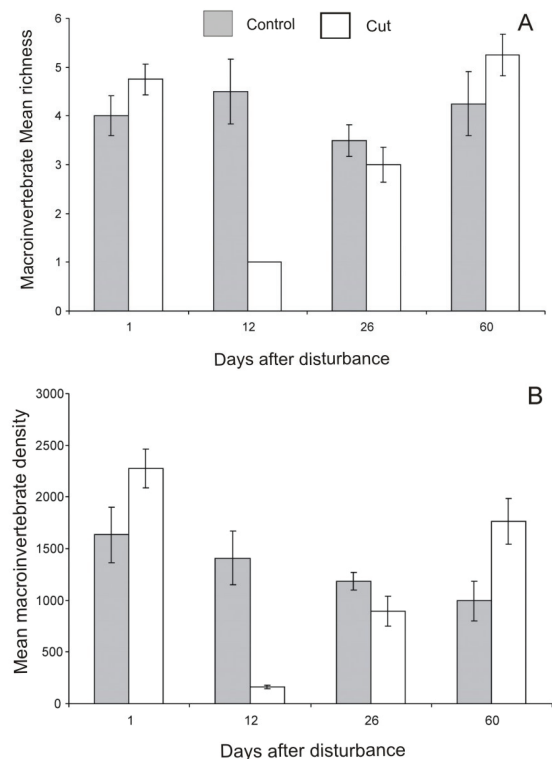 A
Control
Cut
Macroinvertebrate Mean richness
6
5
4
3
2
1
0
1
12
26
60
Days after disturbance
B
Mean macroinvertebrate density
3000
2500
2000
1500
1000
500
0
1
12
26
60
Days after disturbance